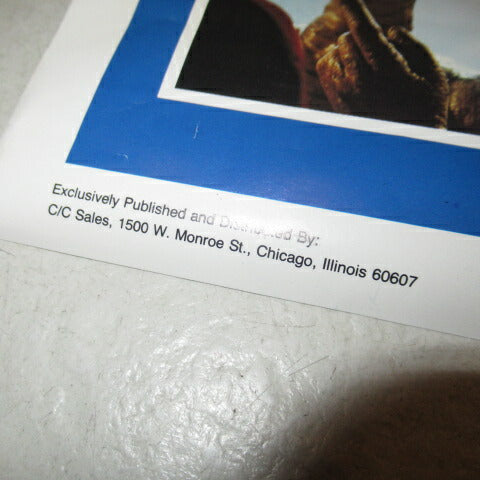 Exclusively Published and Distributed By:
C/C Sales, 1500 W. Monroe St., Chicago, Illinois 60607